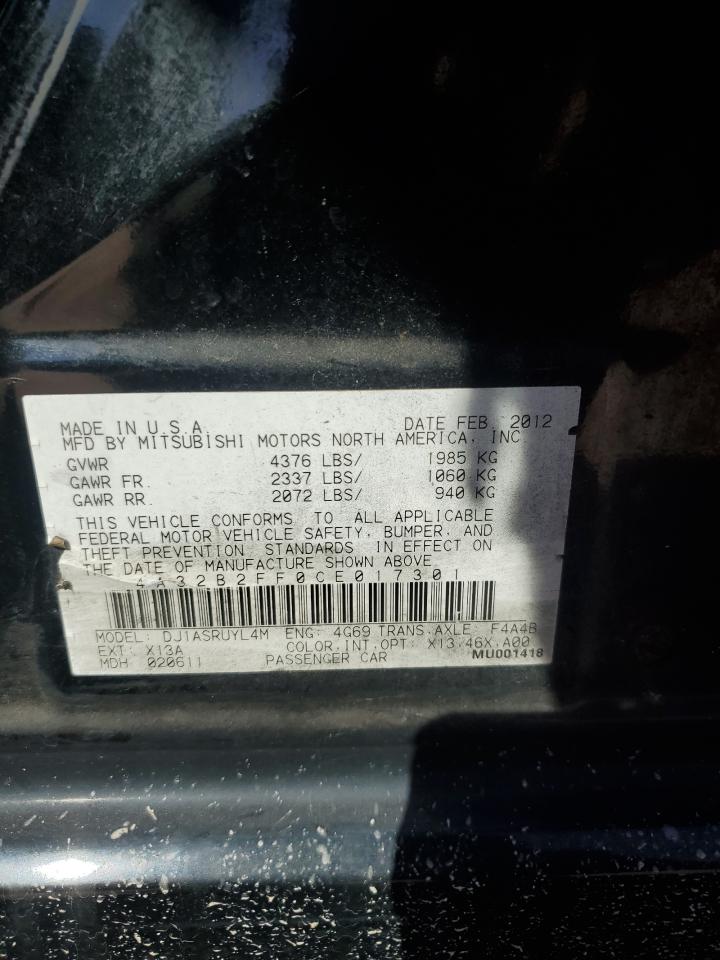 MADE IN U.S.A. DATE FEB. 2012
MFD BY MITSUBISHI MOTORS NORTH AMERICA, INC
GVWR 4376 LBS/ 1985 KG
GAWR FR. 2337 LBS/ 1060 KG
GAWR RR. 2072 LBS/ 940 KG
THIS VEHICLE CONFORMS TO ALL APPLICABLE
FEDERAL MOTOR VEHICLE SAFETY, BUMPER, AND
THEFT PREVENTION STANDARDS IN EFFECT ON
THE DATE OF MANUFACTURE SHOWN ABOVE.
4A32B2FF0CE017301
MODEL: DJ1ASRUYL4M ENG: 4G69 TRANS.AXLE: F4A4B
EXT: X13A COLOR.INT.OPT: X13.46X.A00
MDH 020611 PASSENGER CAR MU001418